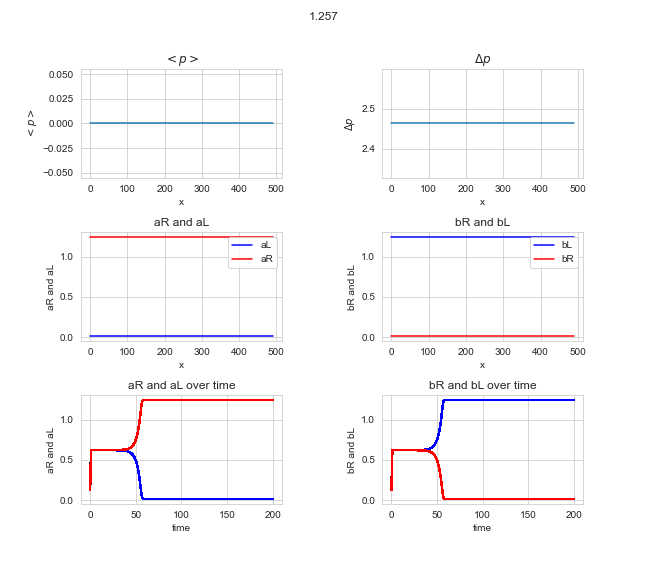 1.257
< p >
Δp
0.050
0.025
0.000
−0.025
−0.050
< p >
0 100 200 300 400 500
x
2.5
2.4
Δp
0 100 200 300 400 500
x
aR and aL
bR and bL
1.0
0.5
0.0
aR and aL
aL
aR
0 100 200 300 400 500
x
1.0
0.5
0.0
bR and bL
bL
bR
0 100 200 300 400 500
x
aR and aL over time
bR and bL over time
1.0
0.5
0.0
aR and aL
0 50 100 150 200
time
1.0
0.5
0.0
bR and bL
0 50 100 150 200
time